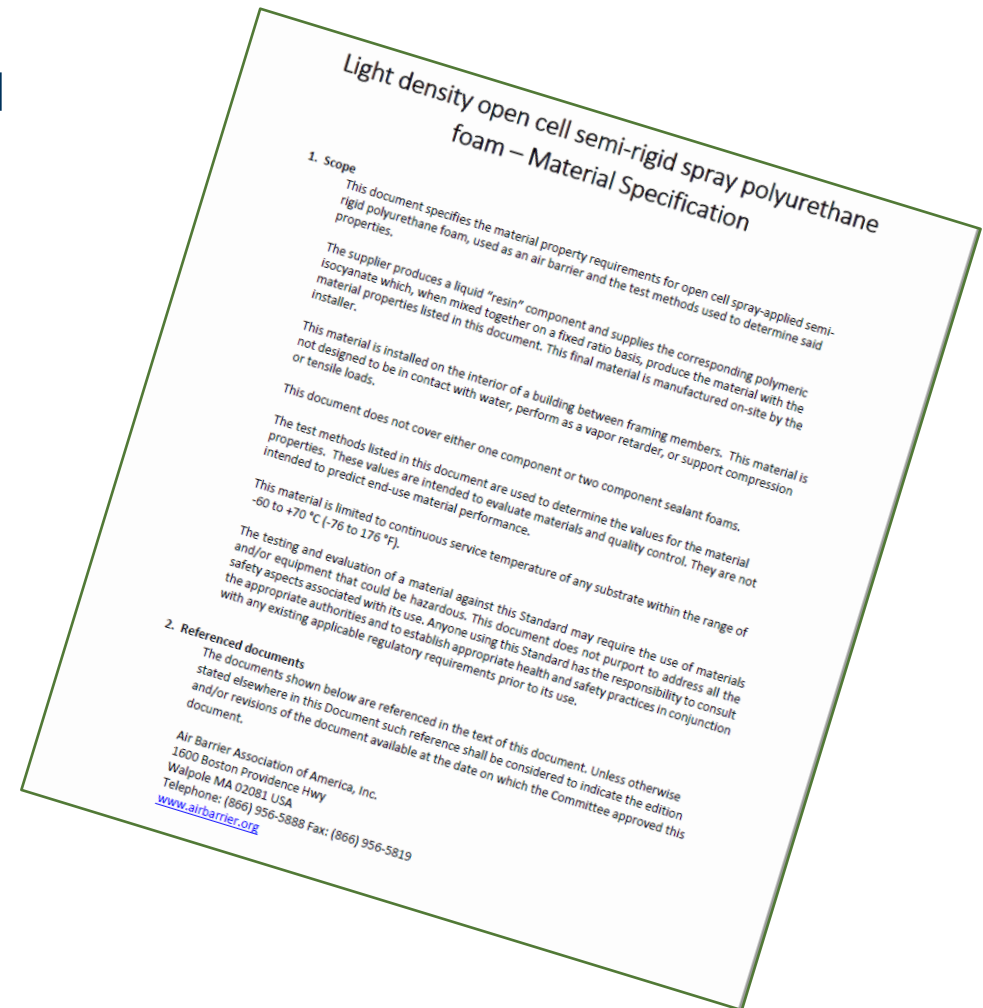 Light density open cell semi-rigid spray polyurethane
foam – Material Specification
1. Scope
This document specifies the material property requirements for open cell spray-applied semi-
rigid polyurethane foam, used as an air barrier and the test methods used to determine said
properties.
The supplier produces a liquid "resin" component and supplies the corresponding polymeric
isocyanate which, when mixed together on a fixed ratio basis, produce the material with the
material properties listed in this document. This final material is manufactured on-site by the
installer.
This material is installed on the interior of a building between framing members. This material is
not designed to be in contact with water, perform as a vapor retarder, or support compression
or tensile loads.
This document does not cover either one component or two component sealant foams.
The test methods listed in this document are used to determine the values for the material
properties. These values are intended to evaluate materials and quality control. They are not
intended to predict end-use material performance.
This material is limited to continuous service temperature of any substrate within the range of
-60 to +70 °C (-76 to 176 °F).
The testing and evaluation of a material against this Standard may require the use of materials
and/or equipment that could be hazardous. This document does not purport to address all the
safety aspects associated with its use. Anyone using this Standard has the responsibility to consult
the appropriate authorities and to establish appropriate health and safety practices in conjunction
with any existing applicable regulatory requirements prior to its use.
2. Referenced documents
The documents shown below are referenced in the text of this document. Unless otherwise
stated elsewhere in this Document such reference shall be considered to indicate the edition
and/or revisions of the document available at the date on which the Committee approved this
document.
Air Barrier Association of America, Inc.
1600 Boston Providence Hwy
Walpole MA 02081 USA
Telephone: (866) 956-5888 Fax: (866) 956-5819
www.airbarrier.org